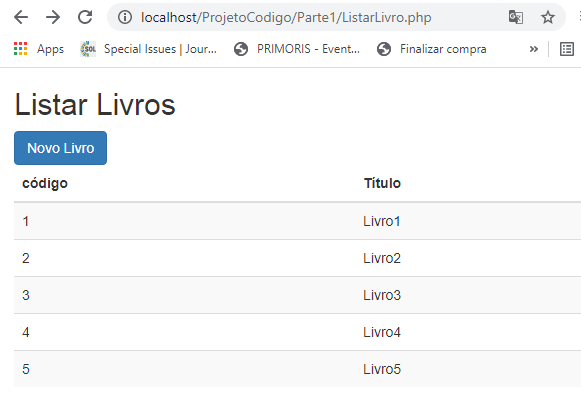 localhost/ProjetoCodigo/Parte1/ListarLivro.php
Apps Special Issues | Jour... PRIMORIS - Event... Finalizar compra »
Listar Livros
Novo Livro
código Título
1 Livro1
2 Livro2
3 Livro3
4 Livro4
5 Livro5